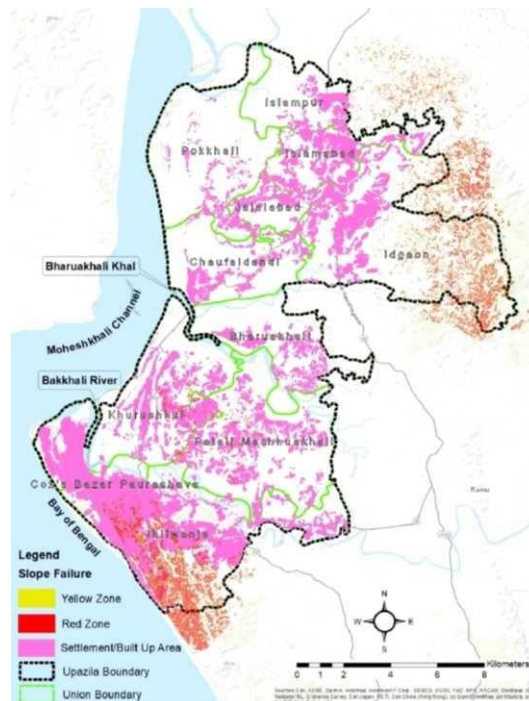 Islampur
Pokkhali
Islamabad
Jalalabad
Idgaon
Chaufaldandi
Bharuakhali Khal
Moheshkhali Channel
Bharuakhali
Bakkhali River
Khurushkul
Patali Machhuakhali
Cox's Bazar Paurashava
Ramu
Jhilwanja
Bay of Bengal
Legend
Slope Failure
Yellow Zone
Red Zone
Settlement/Built Up Area
Upazila Boundary
Union Boundary
N
W E
S
Kilometers
0 1 2 4 6 8